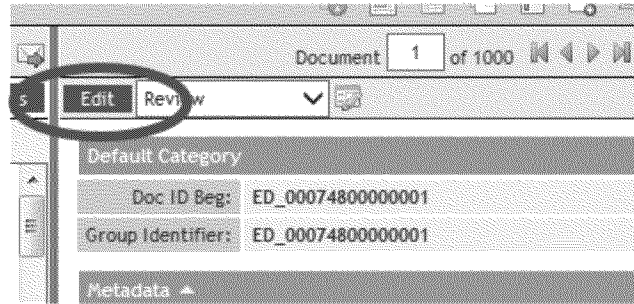 Document 1 of 1000
s Edit Review
Default Category
Doc ID Beg: ED_00074800000001
Group Identifier: ED_00074800000001
Metadata